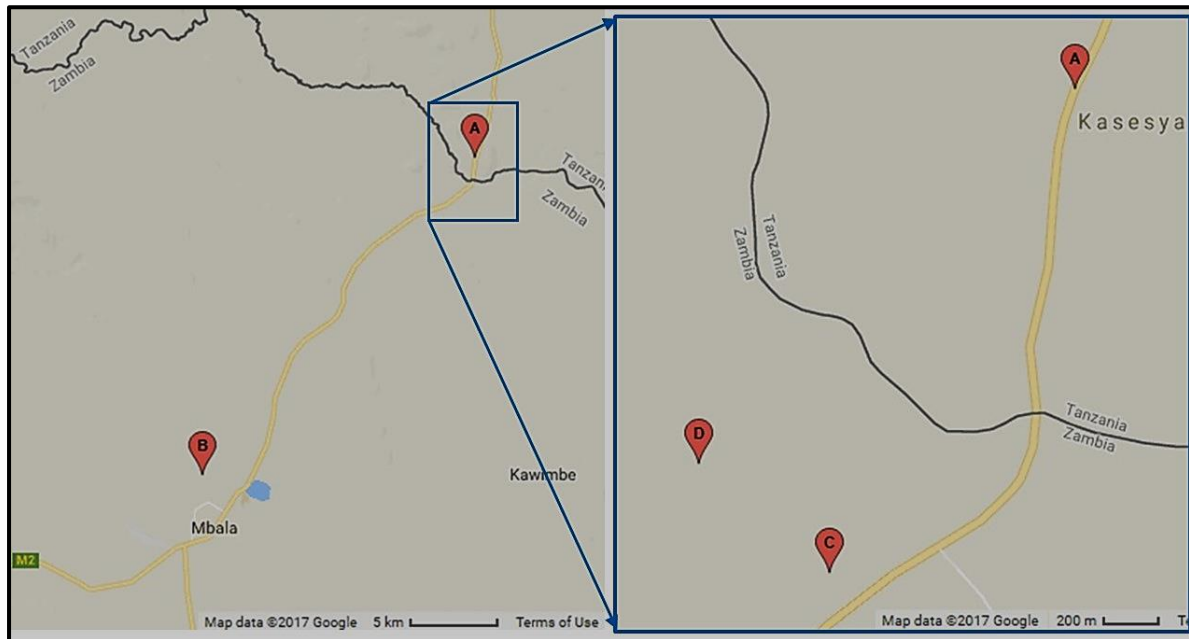 Tanzania
Zambia
A
Tanzania
Zambia
B
Kawimbe
Mbala
M2
Map data ©2017 Google
5 km
Terms of Use
A
Kasesya
Tanzania
Zambia
D
Tanzania
Zambia
C
Map data ©2017 Google
200 m